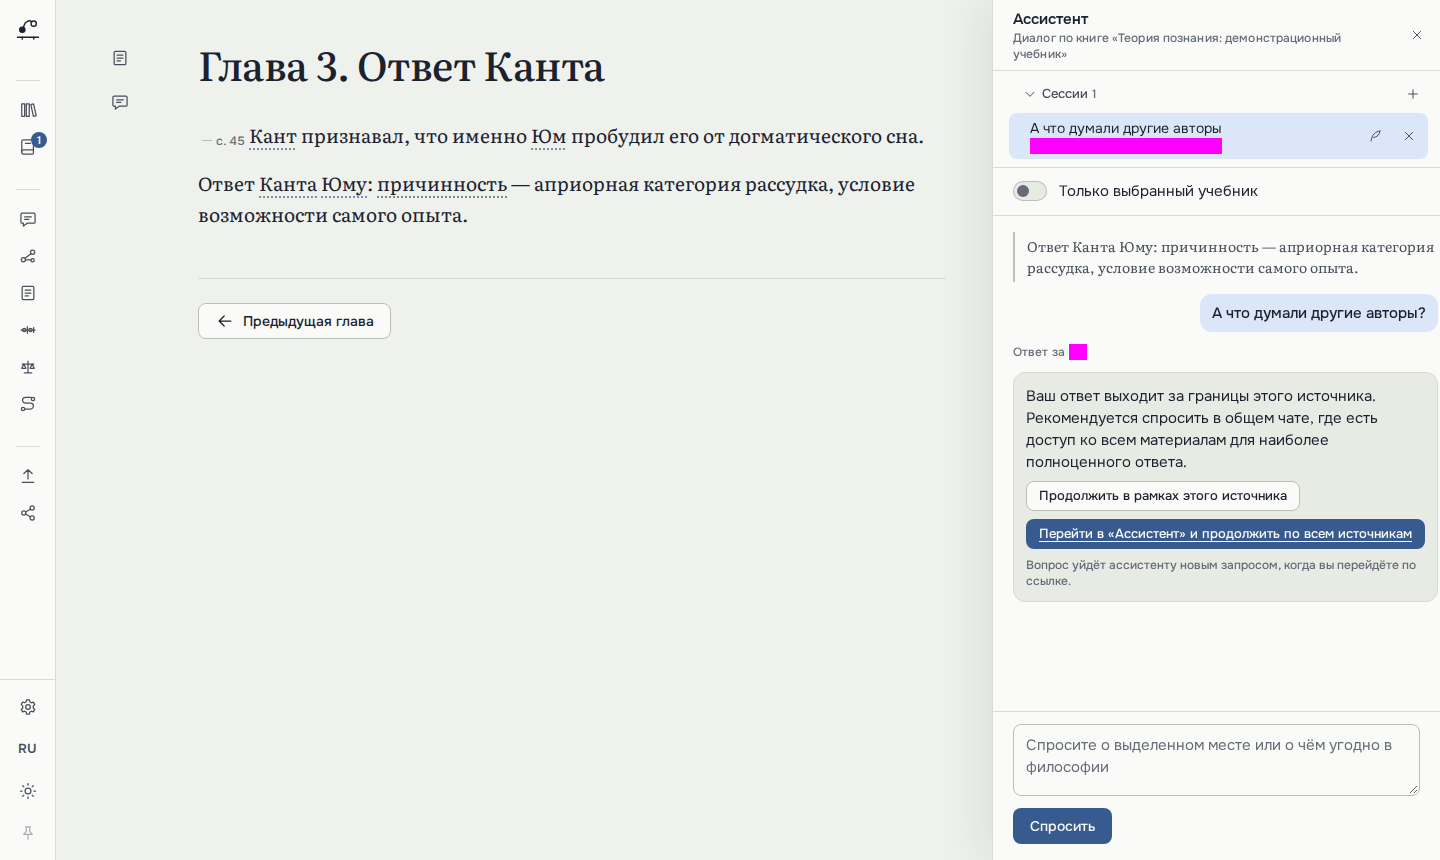 1
RU
Глава 3. Ответ Канта
— с. 45 Кант признавал, что именно Юм пробудил его от догматического сна.
Ответ Канта Юму: причинность — априорная категория рассудка, условие
возможности самого опыта.
Предыдущая глава
Ассистент
Диалог по книге «Теория познания: демонстрационный
учебник»
Сессии 1
А что думали другие авторы
Только выбранный учебник
Ответ Канта Юму: причинность — априорная категория
рассудка, условие возможности самого опыта.
А что думали другие авторы?
Ответ за
Ваш ответ выходит за границы этого источника.
Рекомендуется спросить в общем чате, где есть
доступ ко всем материалам для наиболее
полноценного ответа.
Продолжить в рамках этого источника
Перейти в «Ассистент» и продолжить по всем источникам
Вопрос уйдёт ассистенту новым запросом, когда вы перейдёте по
ссылке.
Спросите о выделенном месте или о чём угодно в
философии
Спросить